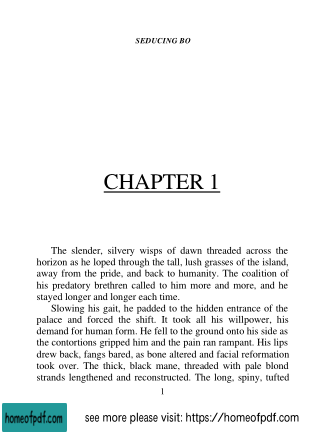 SEDUCING BO
CHAPTER 1
The slender, silvery wisps of dawn threaded across the
horizon as he loped through the tall, lush grasses of the island,
away from the pride, and back to humanity. The coalition of
his predatory brethren called to him more and more, and he
stayed longer and longer each time.
Slowing his gait, he padded to the hidden entrance of the
palace and forced the shift. It took all his willpower, his
demand for human form. He fell to the ground onto his side as
the contortions gripped him and the pain ran rampant. His lips
drew back, fangs bared, as bone altered and facial reformation
took over. The thick, black mane, threaded with pale blond
strands lengthened and reconstructed. The long, spiny, tufted
1
homeofpdf.com
see more please visit: https://homeofpdf.com